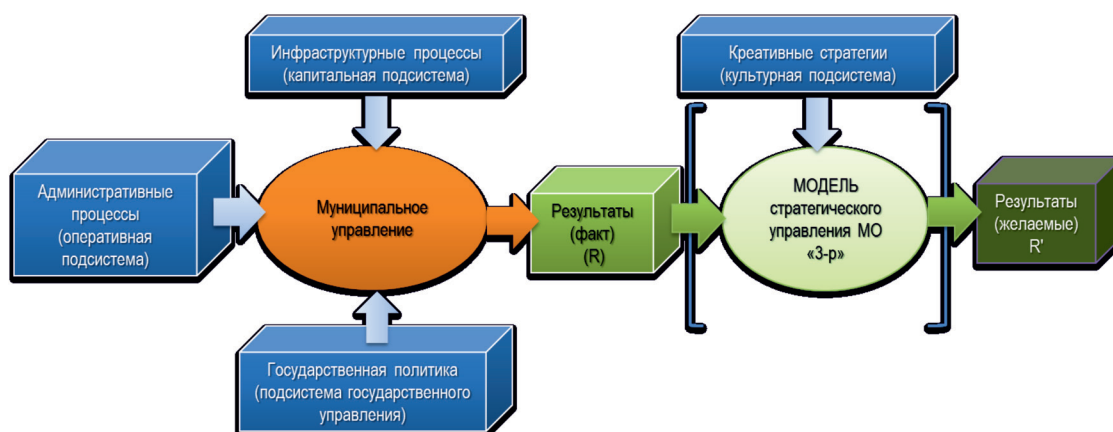 Инфраструктурные процессы
(капитальная подсистема)
Креативные стратегии
(культурная подсистема)
Административные
процессы
(оперативная
подсистема)
Муниципальное
управление
Результаты
(факт)
(R)
МОДЕЛЬ
стратегического
управления МО
«3-р»
Результаты
(желаемые)
R'
Государственная политика
(подсистема государственного
управления)